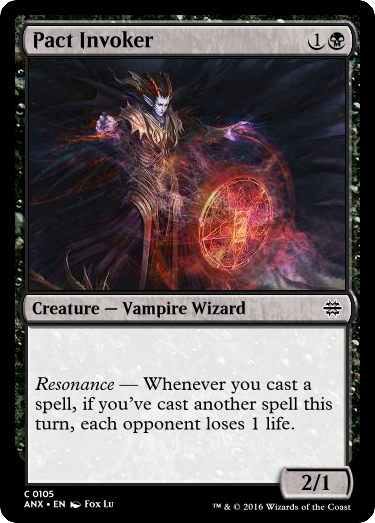 Pact Invoker 1
Creature — Vampire Wizard
Resonance — Whenever you cast a
spell, if you've cast another spell this
turn, each opponent loses 1 life.
2/1
C 0105
ANX • EN Fox Lu
™ & © 2016 Wizards of the Coast